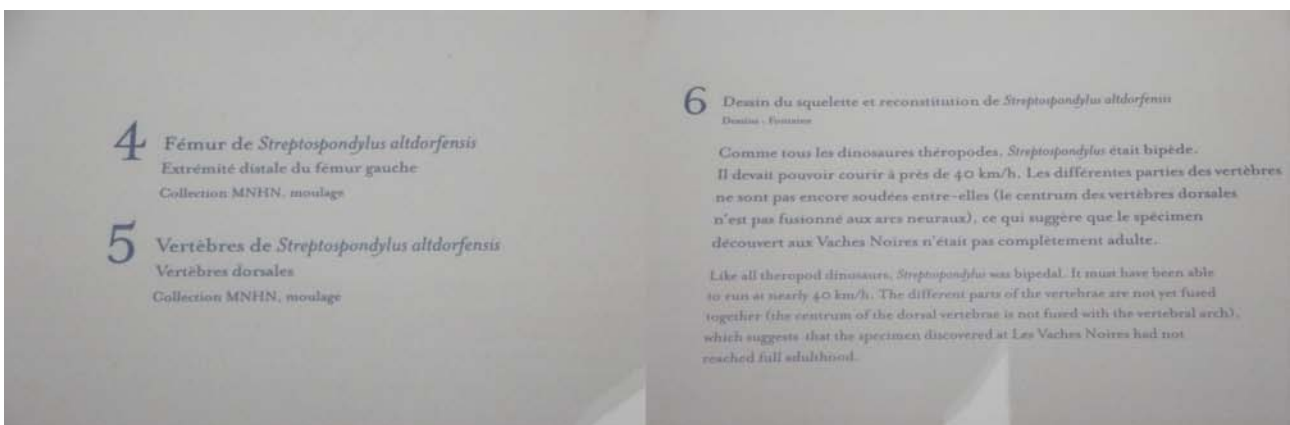 4 Fémur de Streptospondylus altdorfensis
Extrémité distale du fémur gauche
Collection MNHN, moulage
5 Vertèbres de Streptospondylus altdorfensis
Vertèbres dorsales
Collection MNHN, moulage
6 Dessin du squelette et reconstitution de Streptospondylus altdorfensis
Dessins :
Comme tous les dinosaures théropodes, Streptospondylus était bipède.
Il devait pouvoir courir à près de 40 km/h. Les différentes parties des vertèbres
ne sont pas encore soudées entre-elles (le centrum des vertèbres dorsales
n'est pas fusionné aux arcs neuraux), ce qui suggère que le spécimen
découvert aux Vaches Noires n'était pas complètement adulte.
Like all theropod dinosaurs, Streptospondylus was bipedal. It must have been able
to run at nearly 40 km/h. The different parts of the vertebrae are not yet fused
together (the centrum of the dorsal vertebrae is not fused with the vertebral arch),
which suggests that the specimen discovered at Les Vaches Noires had not
reached full adulthood.